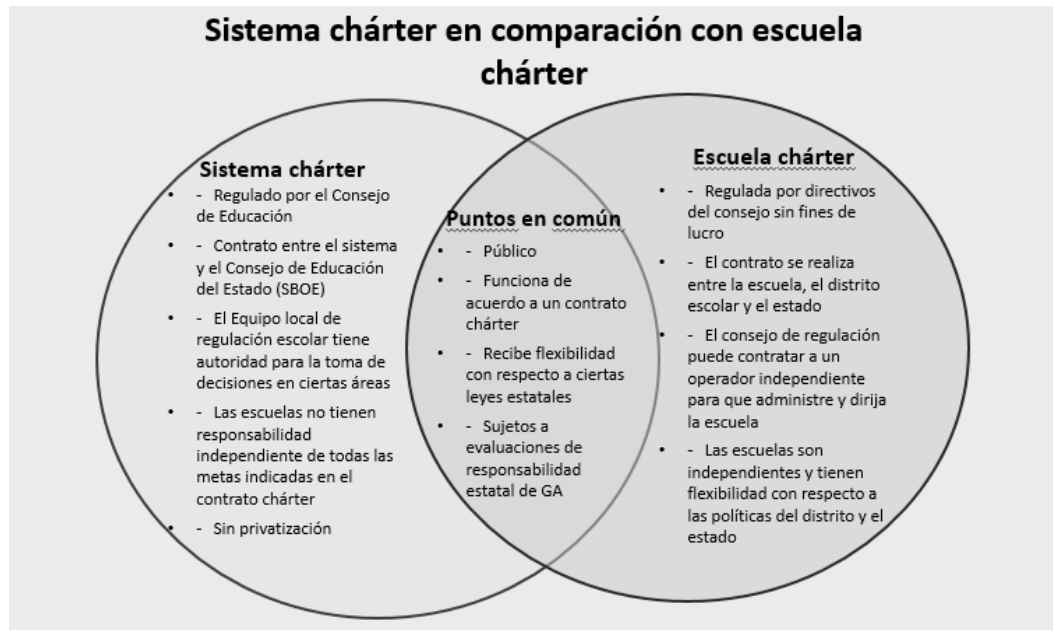 Sistema chárter en comparación con escuela
chárter
Sistema chárter
• - Regulado por el Consejo
de Educación
• - Contrato entre el sistema
y el Consejo de Educación
del Estado (SBOE)
• - El Equipo local de
regulación escolar tiene
autoridad para la toma de
decisiones en ciertas áreas
• - Las escuelas no tienen
responsabilidad
independiente de todas las
metas indicadas en el
contrato chárter
• - Sin privatización
Puntos en común
• - Público
• - Funciona de
acuerdo a un contrato
chárter
• - Recibe flexibilidad
con respecto a ciertas
leyes estatales
• - Sujetos a
evaluaciones de
responsabilidad
estatal de GA
Escuela chárter
• - Regulada por directivos
del consejo sin fines de
lucro
• - El contrato se realiza
entre la escuela, el distrito
escolar y el estado
• - El consejo de regulación
puede contratar a un
operador independiente
para que administre y dirija
la escuela
• - Las escuelas son
independientes y tienen
flexibilidad con respecto a
las políticas del distrito y el
estado